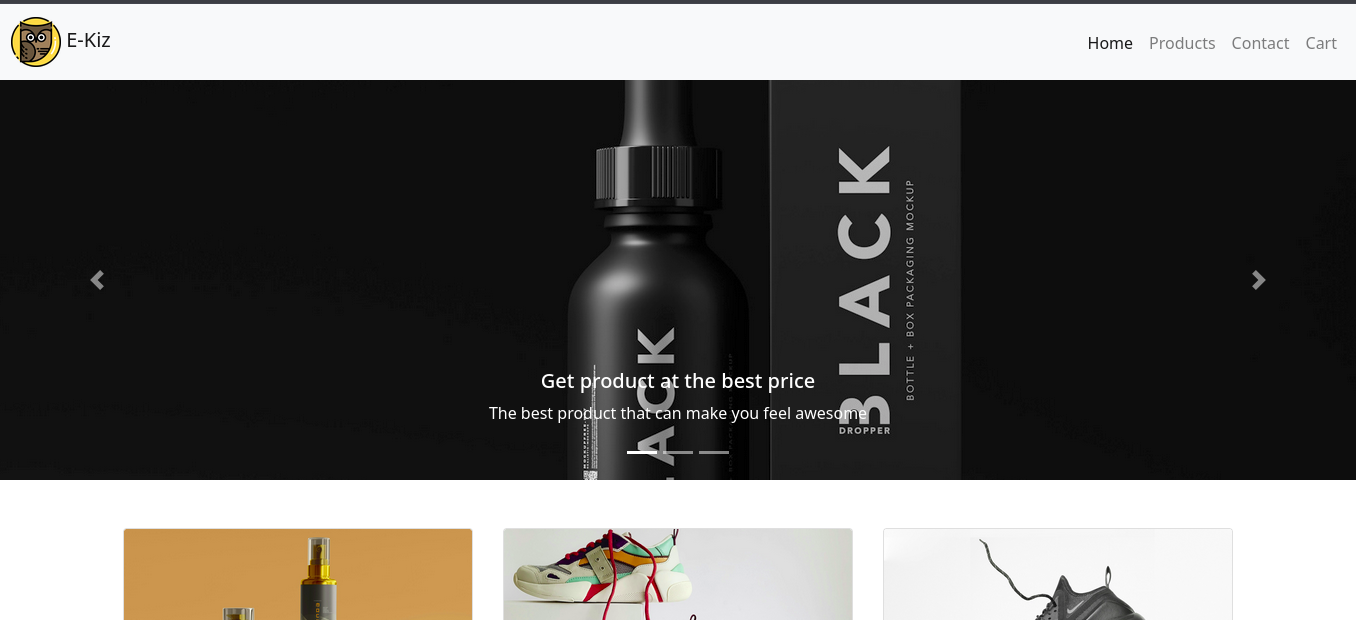 E-Kiz
Home Products Contact Cart
BLACK
BOTTLE + BOX PACKAGING MOCKUP
DROPPER
ACK
Get product at the best price
The best product that can make you feel awesome